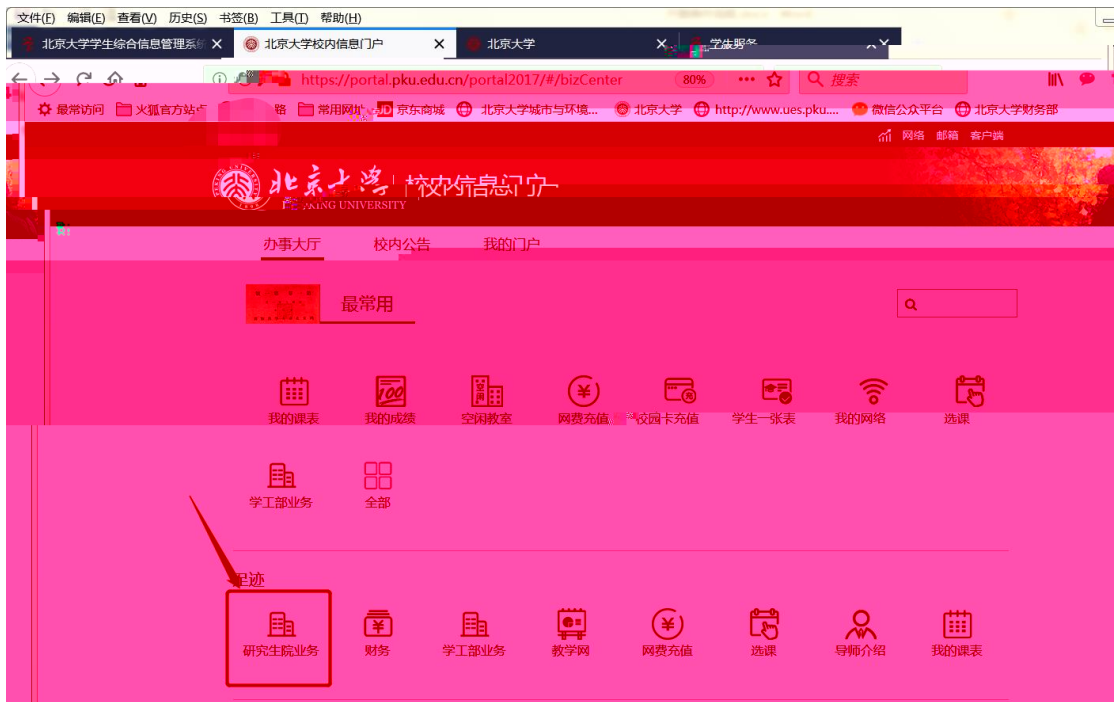 文件(F) 编辑(E) 查看(V) 历史(S) 书签(B) 工具(T) 帮助(H)
北京大学学生综合信息管理系统 北京大学校内信息门户 北京大学
https://portal.pku.edu.cn/portal2017/#/bizCenter 80% 搜索
最常访问 火狐官方站点 常用网址 京东商城 北京大学城市与环境... 北京大学 http://www.ues.pku.... 微信公众平台 北京大学财务部
网络 邮箱 客户端
北京大学 校内信息门户
PEKING UNIVERSITY
办事大厅 校内公告 我的门户
最常用
我的课表 我的成绩 空闲教室 网费充值 校园卡充值 学生一张表 我的网络 选课
学工部业务 全部
足迹
研究生院业务 财务 学工部业务 教学网 网费充值 选课 导师介绍 我的课表